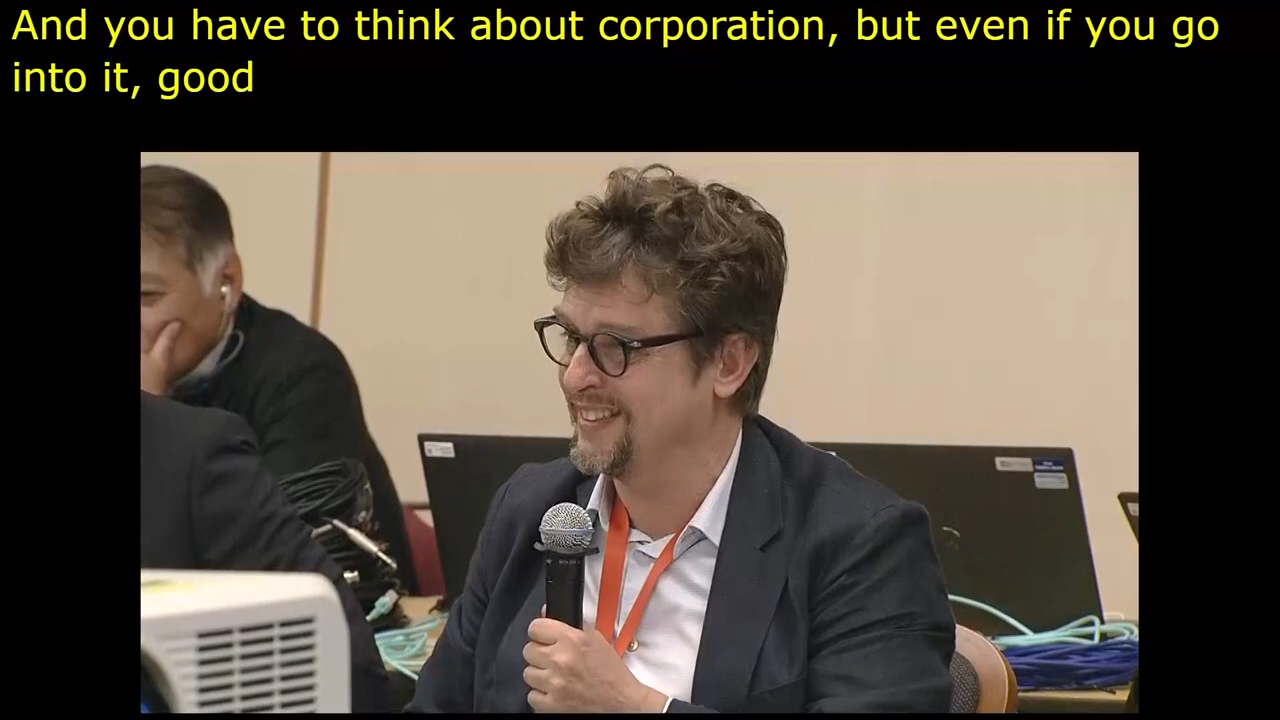 And you have to think about corporation, but even if you go
into it, good